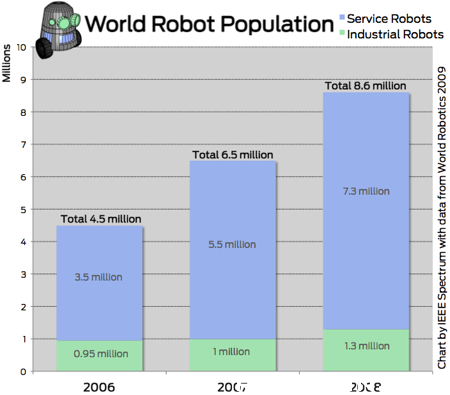 World Robot Population
Service Robots
Industrial Robots
Millions
10
9
8
7
6
5
4
3
2
1
0
Total 4.5 million
3.5 million
0.95 million
Total 6.5 million
5.5 million
1 million
Total 8.6 million
7.3 million
1.3 million
2006
2007
2008
Chart by IEEE Spectrum with data from World Robotics 2009